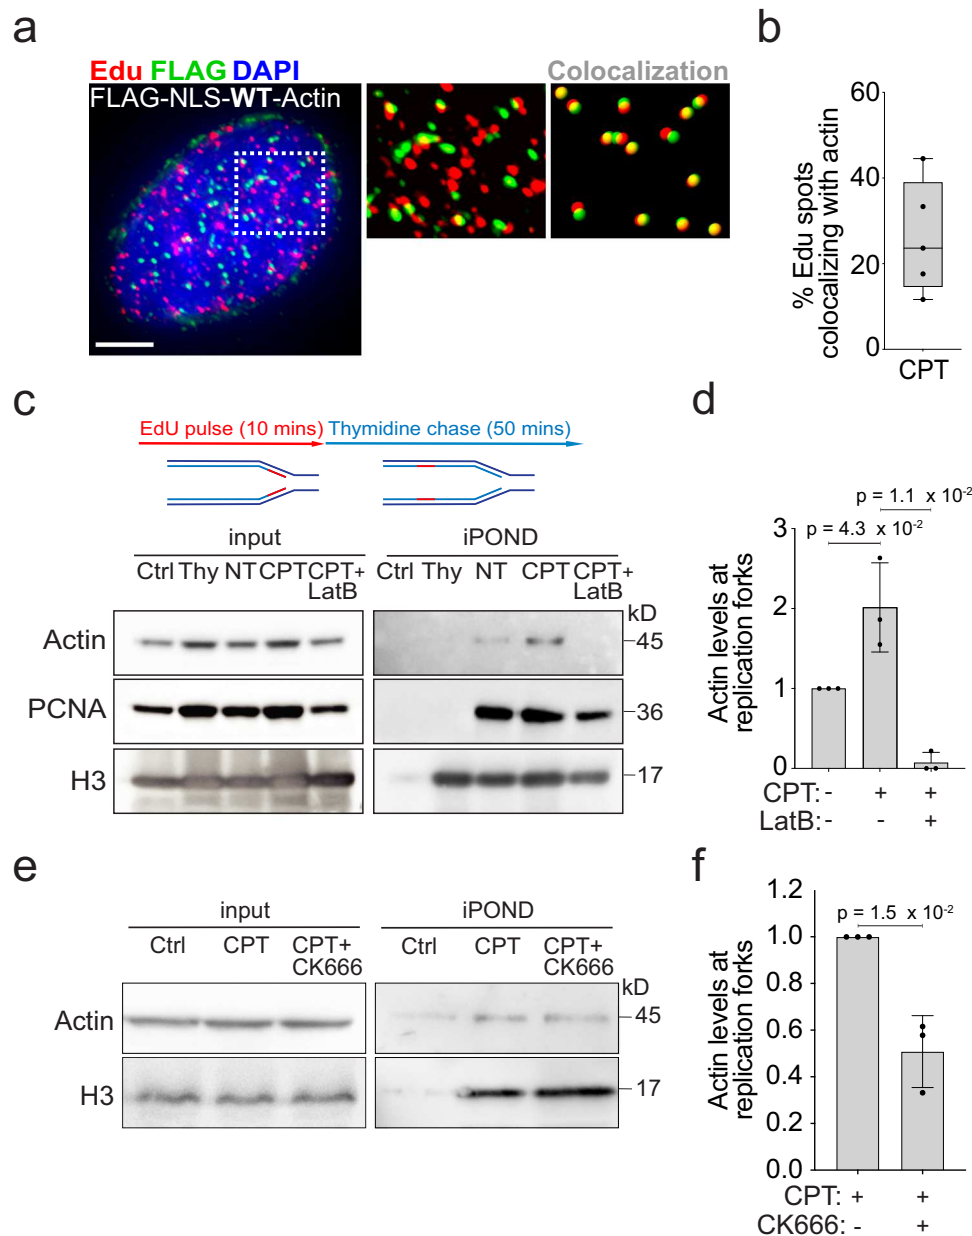 a
Edu FLAG DAPI
FLAG-NLS-WT-Actin
Colocalization
b
% Edu spots
colocalizing with actin
60
40
20
0
CPT
c
EdU pulse (10 mins) Thymidine chase (50 mins)
input
Ctrl Thy NT CPT CPT+
LatB
iPOND
Ctrl Thy NT CPT CPT+
LatB
kD
Actin
45
PCNA
36
H3
17
d
Actin levels at
replication forks
p = 1.1 x 10-2
p = 4.3 x 10-2
3
2
1
0
CPT: - + +
LatB: - - +
e
input
Ctrl CPT CPT+
CK666
iPOND
Ctrl CPT CPT+
CK666
kD
Actin
45
H3
17
f
Actin levels at
replication forks
p = 1.5 x 10-2
1.2
1.0
0.8
0.6
0.4
0.2
0.0
CPT: + +
CK666: - +